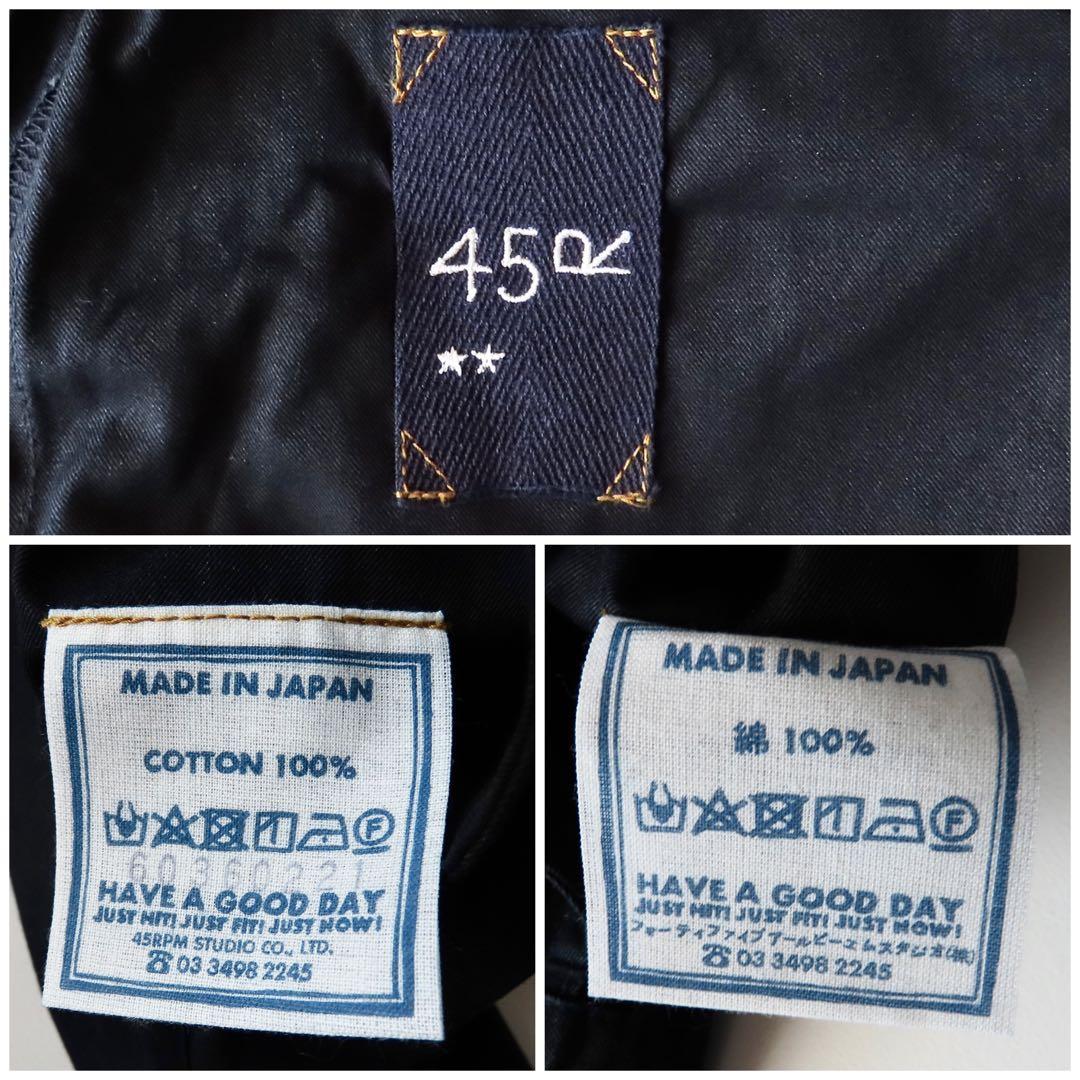 45R
★★
MADE IN JAPAN
COTTON 100%
F
60360221
HAVE A GOOD DAY
JUST HIT! JUST FIT! JUST NOW!
45RPM STUDIO CO., LTD.
☎ 03 3498 2245
MADE IN JAPAN
綿 100%
F
HAVE A GOOD DAY
JUST HIT! JUST FIT! JUST NOW!
フォーティファイブアールピーエムスタジオ(株)
☎ 03 3498 2245